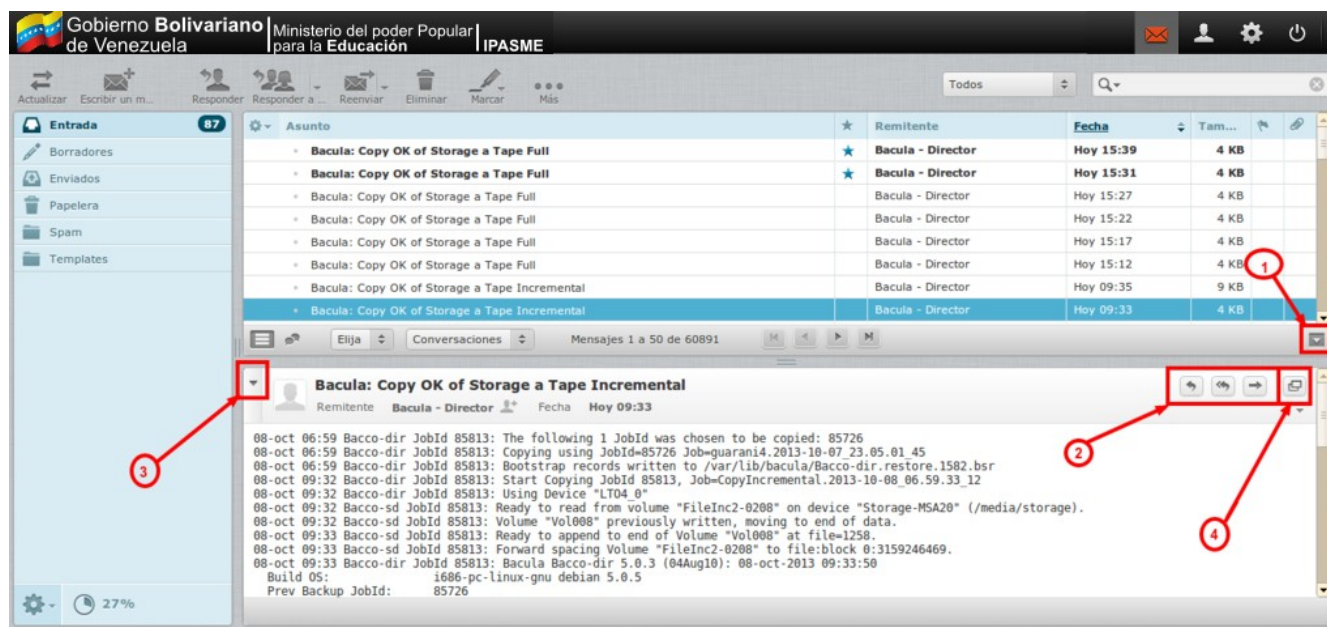 Gobierno Bolivariano de Venezuela
Ministerio del poder Popular para la Educación
IPASME
Actualizar Escribir un m... Responder Responder a ... Reenviar Eliminar Marcar Más
Todos
Entrada 87
Borradores
Enviados
Papelera
Spam
Templates
Asunto Remitente Fecha Tam...
Bacula: Copy OK of Storage a Tape Full Bacula - Director Hoy 15:39 4 KB
Bacula: Copy OK of Storage a Tape Full Bacula - Director Hoy 15:31 4 KB
Bacula: Copy OK of Storage a Tape Full Bacula - Director Hoy 15:27 4 KB
Bacula: Copy OK of Storage a Tape Full Bacula - Director Hoy 15:22 4 KB
Bacula: Copy OK of Storage a Tape Full Bacula - Director Hoy 15:17 4 KB
Bacula: Copy OK of Storage a Tape Full Bacula - Director Hoy 15:12 4 KB
1
Bacula: Copy OK of Storage a Tape Incremental Bacula - Director Hoy 09:35 9 KB
Bacula: Copy OK of Storage a Tape Incremental Bacula - Director Hoy 09:33 4 KB
Elija Conversaciones Mensajes 1 a 50 de 60891
Bacula: Copy OK of Storage a Tape Incremental
Remitente Bacula - Director Fecha Hoy 09:33
08-oct 06:59 Bacco-dir JobId 85813: The following 1 JobId was chosen to be copied: 85726
08-oct 06:59 Bacco-dir JobId 85813: Copying using JobId=85726 Job=guarani4.2013-10-07_23.05.01_45
08-oct 06:59 Bacco-dir JobId 85813: Bootstrap records written to /var/lib/bacula/Bacco-dir.restore.1582.bsr
08-oct 09:32 Bacco-dir JobId 85813: Start Copying JobId 85813, Job=CopyIncremental.2013-10-08_06.59.33_12
08-oct 09:32 Bacco-dir JobId 85813: Using Device "LTO4_0"
08-oct 09:32 Bacco-sd JobId 85813: Ready to read from volume "FileInc2-0208" on device "Storage-MSA20" (/media/storage).
08-oct 09:32 Bacco-sd JobId 85813: Volume "Vol008" previously written, moving to end of data.
08-oct 09:33 Bacco-sd JobId 85813: Ready to append to end of Volume "Vol008" at file=1258.
08-oct 09:33 Bacco-sd JobId 85813: Forward spacing Volume "FileInc2-0208" to file:block 0:3159246469.
08-oct 09:33 Bacco-dir JobId 85813: Bacula Bacco-dir 5.0.3 (04Aug10): 08-oct-2013 09:33:50
Build OS: i686-pc-linux-gnu debian 5.0.5
Prev Backup JobId: 85726
2
3
4
27%